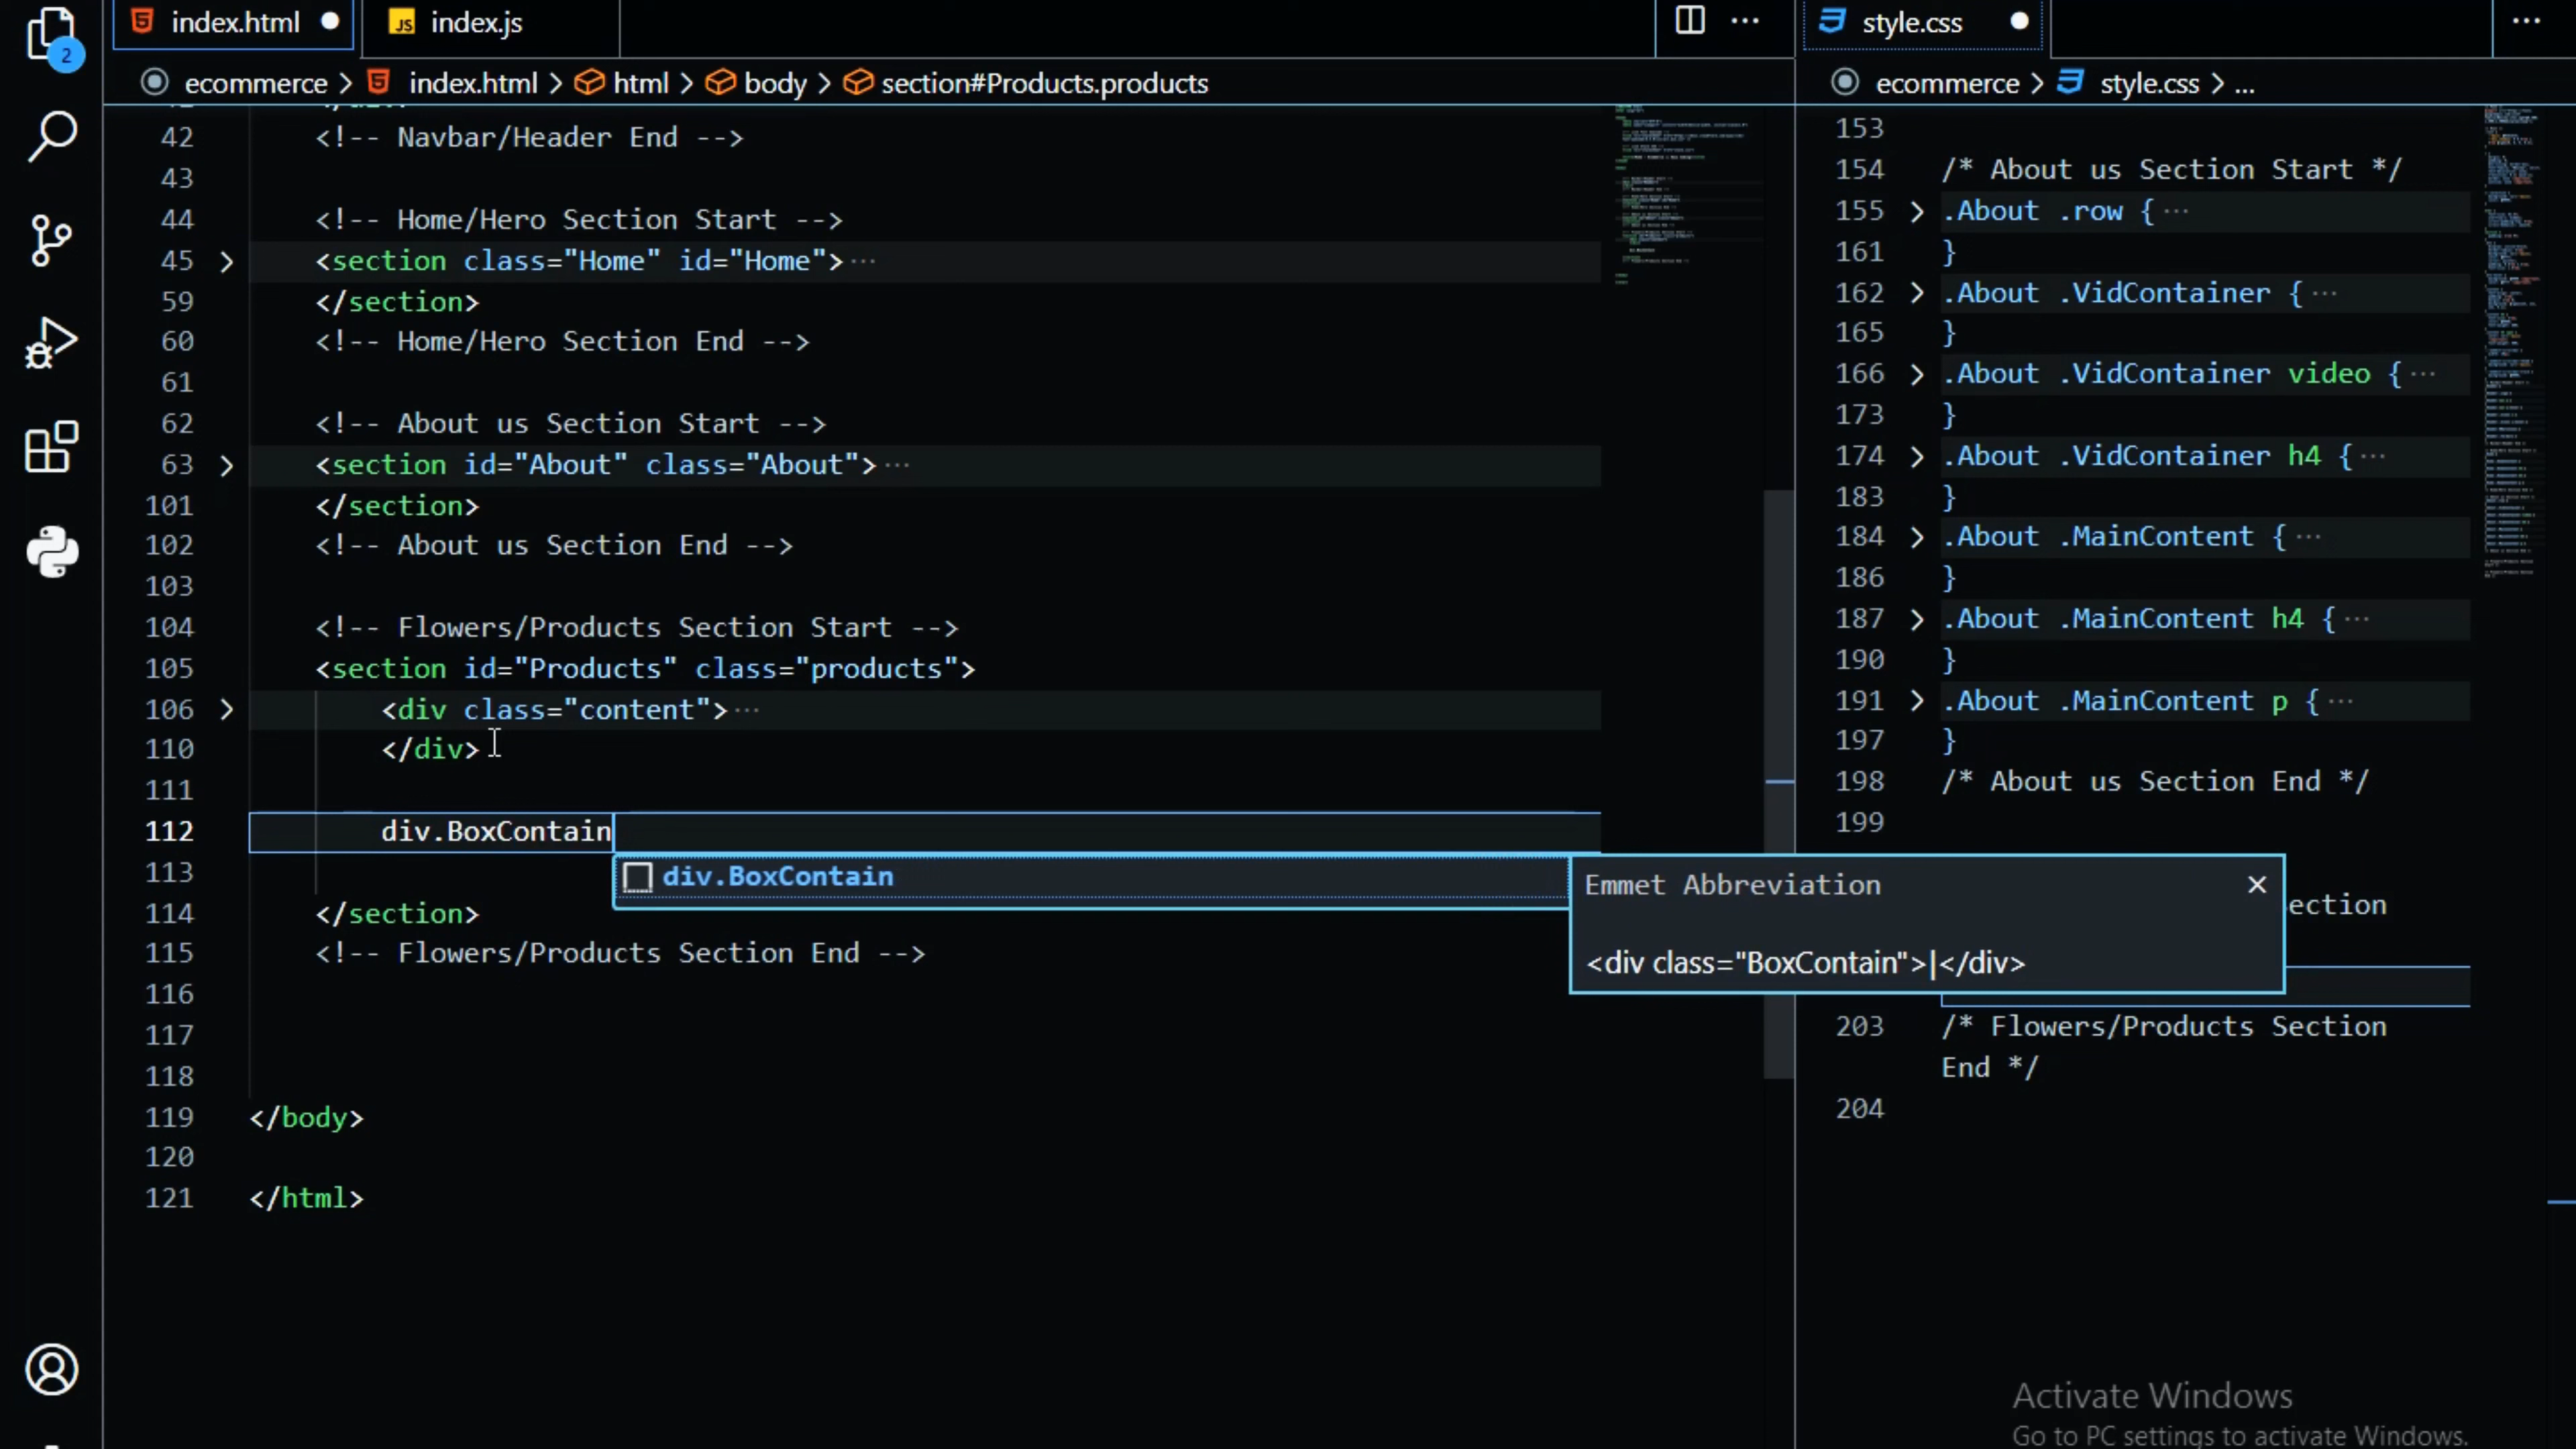 index.html
JS index.js
style.css
2
ecommerce > index.html > html > body > section#Products.products
ecommerce > style.css > ...
42 <!-- Navbar/Header End -->
43
44 <!-- Home/Hero Section Start -->
45 <section class="Home" id="Home">···
59 </section>
60 <!-- Home/Hero Section End -->
61
62 <!-- About us Section Start -->
63 <section id="About" class="About">···
101 </section>
102 <!-- About us Section End -->
103
104 <!-- Flowers/Products Section Start -->
105 <section id="Products" class="products">
106 <div class="content">···
110 </div>
111
112 div.BoxContain
113
114 </section>
115 <!-- Flowers/Products Section End -->
116
117
118
119 </body>
120
121 </html>
div.BoxContain
Emmet Abbreviation
<div class="BoxContain">|</div>
153
154 /* About us Section Start */
155 .About .row {···
161 }
162 .About .VidContainer {···
165 }
166 .About .VidContainer video {···
173 }
174 .About .VidContainer h4 {···
183 }
184 .About .MainContent {···
186 }
187 .About .MainContent h4 {···
190 }
191 .About .MainContent p {···
197 }
198 /* About us Section End */
199
ection
203 /* Flowers/Products Section
End */
204
Activate Windows
Go to PC settings to activate Windows.